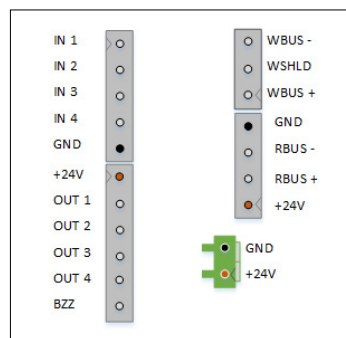 IN 1
IN 2
IN 3
IN 4
GND
+24V
OUT 1
OUT 2
OUT 3
OUT 4
BZZ
WBUS -
WSHLD
WBUS +
GND
RBUS -
RBUS +
+24V
GND
+24V